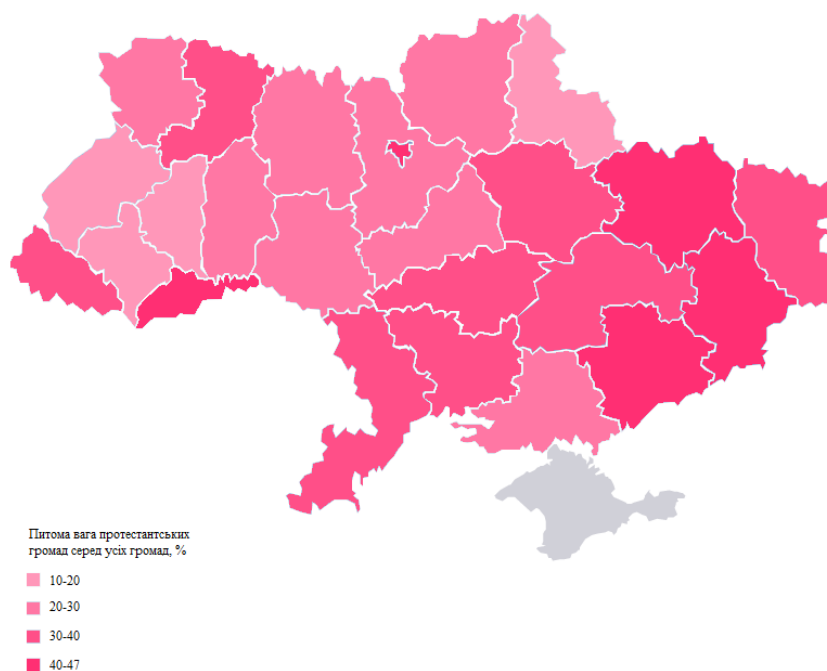 Питома вага протестантських
громад серед усіх громад, %
10-20
20-30
30-40
40-47